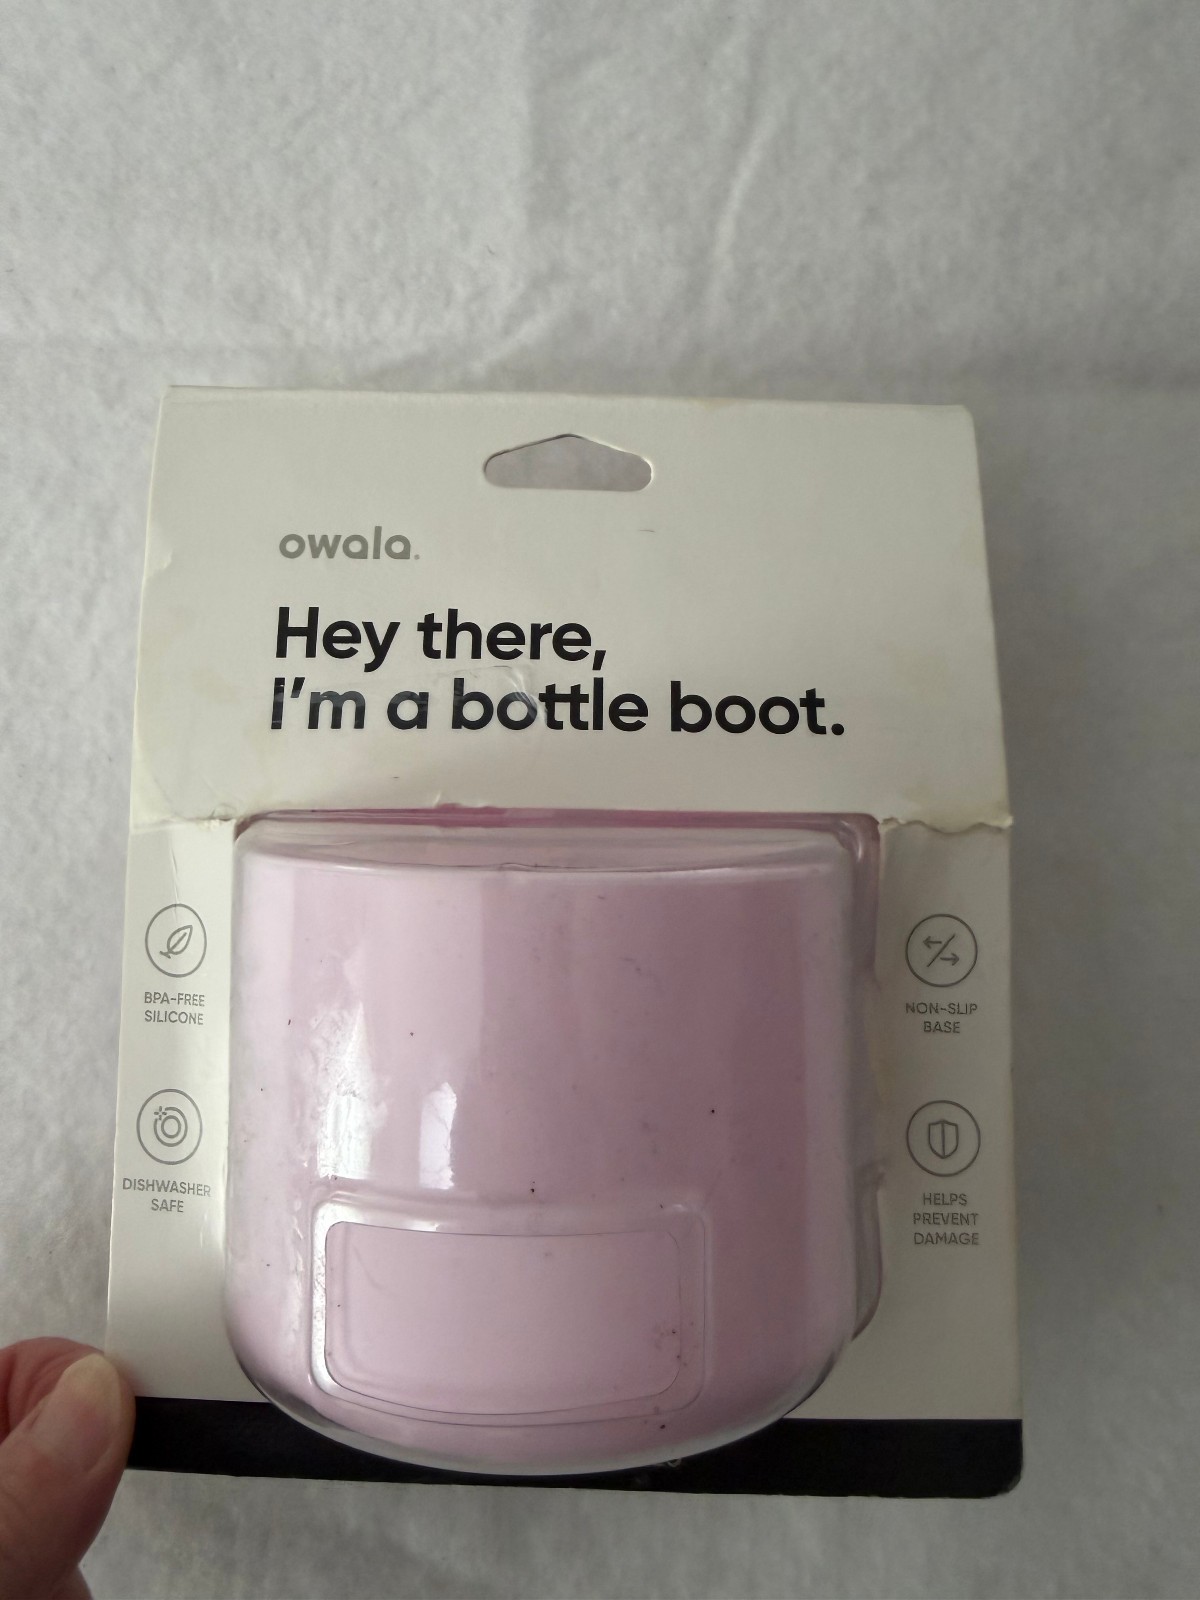 owala.
Hey there,
I'm a bottle boot.
BPA-FREE
SILICONE
NON-SLIP
BASE
DISHWASHER
SAFE
HELPS
PREVENT
DAMAGE